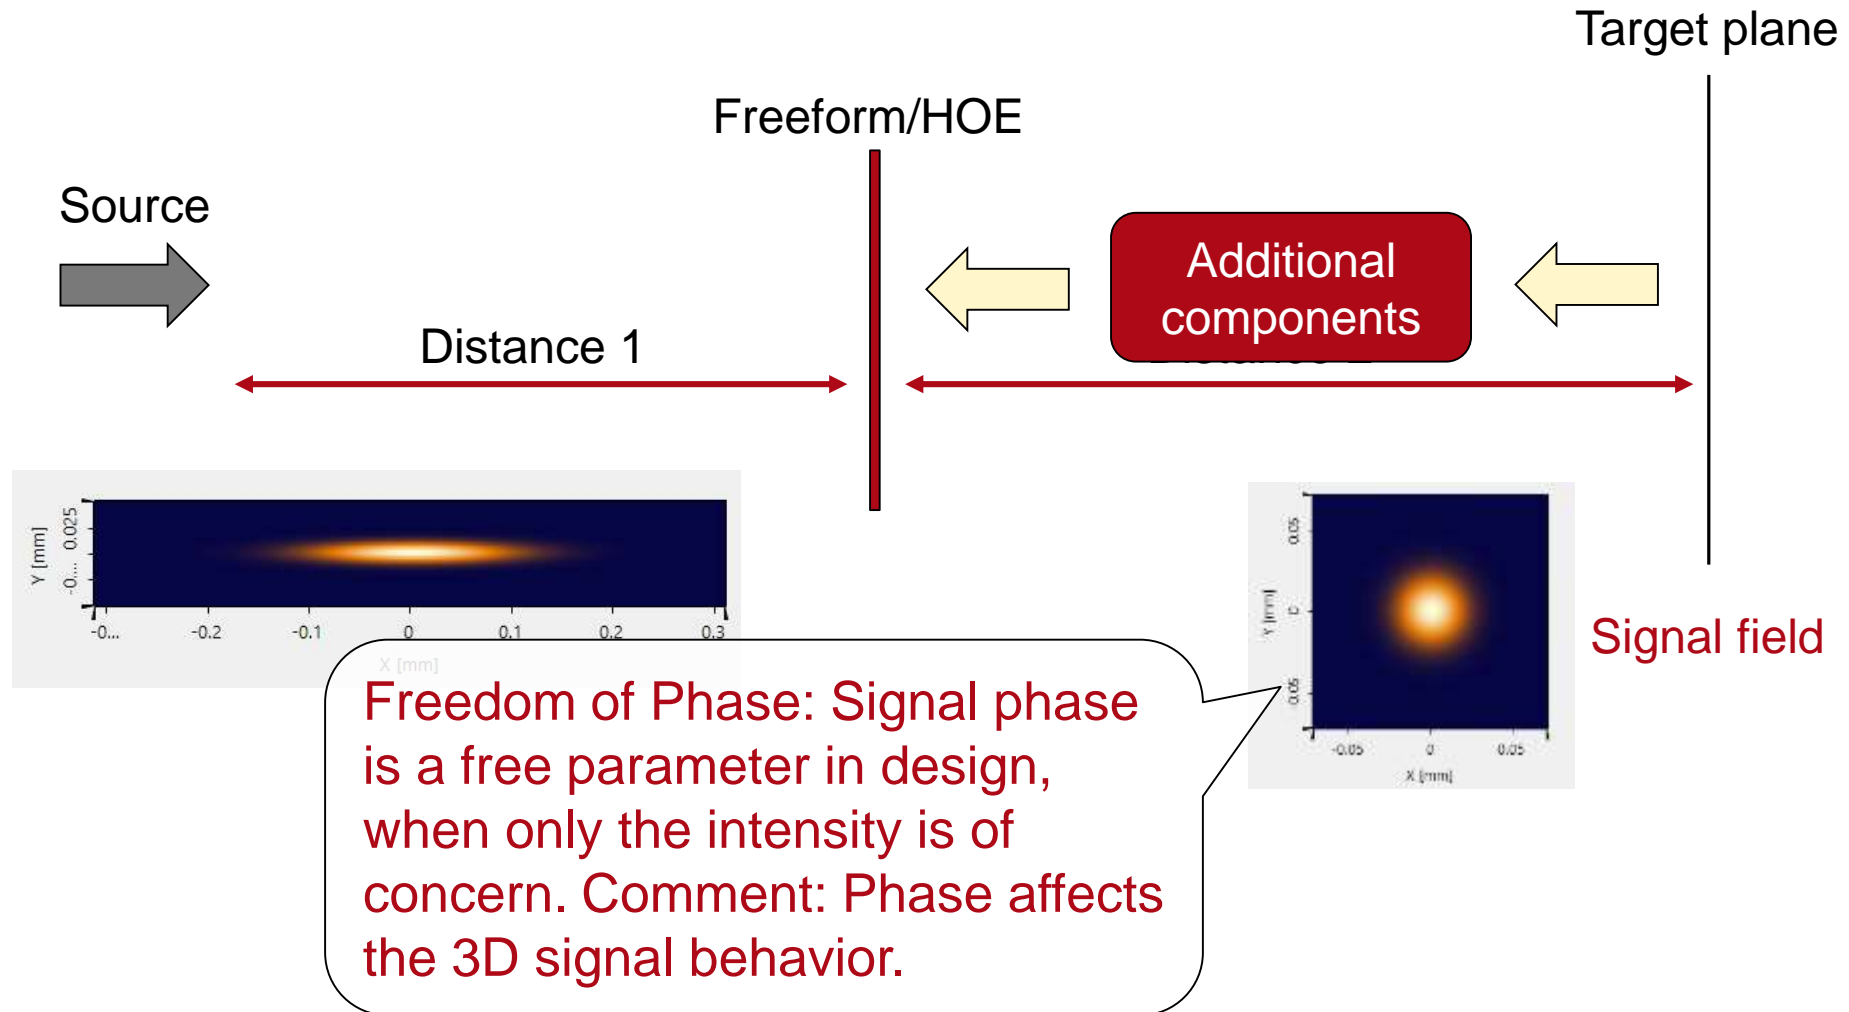 Target plane
Freeform/HOE
Source
Additional
components
Distance 1
Y [mm]
-0.... 0.025
-0... -0.2 -0.1 0 0.1 0.2 0.3
X [mm]
Y [mm]
-0.05 0 0.05
-0.05 0 0.05
X [mm]
Signal field
Freedom of Phase: Signal phase
is a free parameter in design,
when only the intensity is of
concern. Comment: Phase affects
the 3D signal behavior.